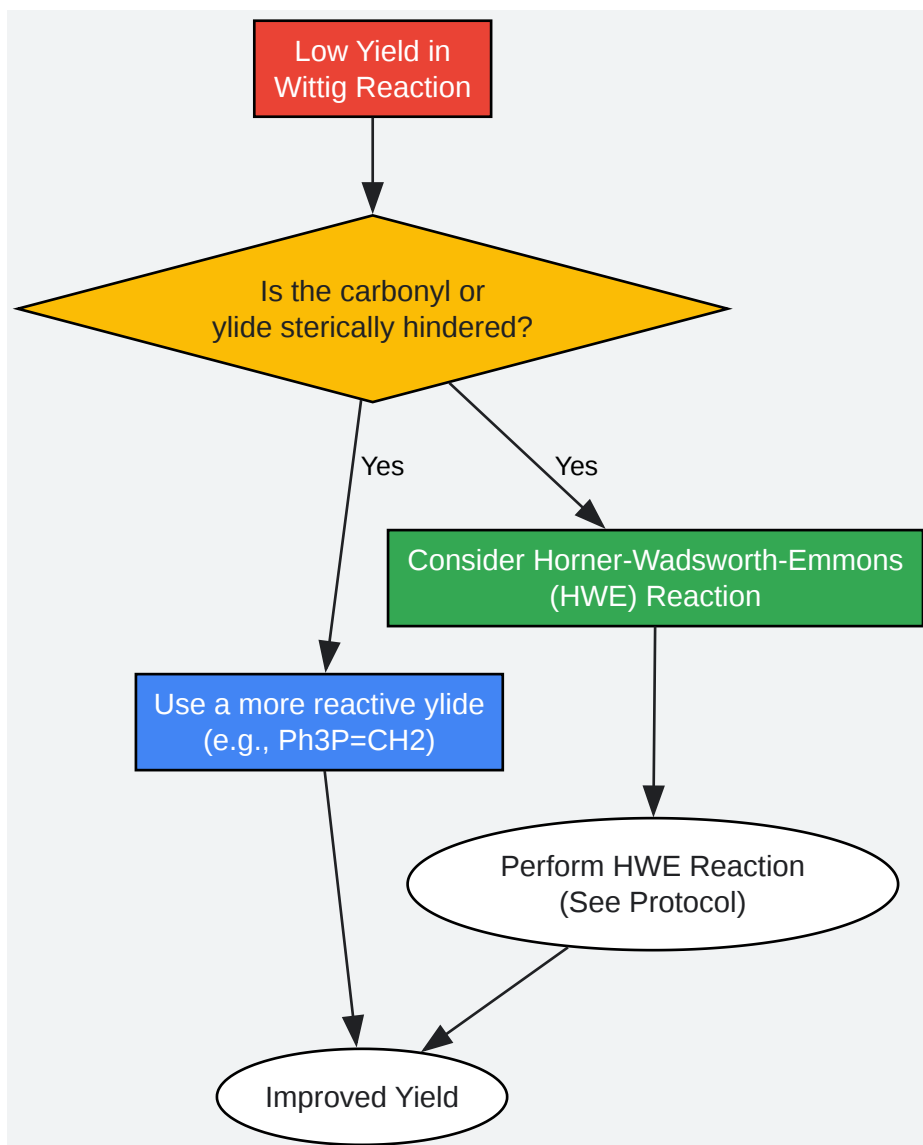 Low Yield in
Wittig Reaction
Is the carbonyl or
ylide sterically hindered?
Yes
Yes
Consider Horner-Wadsworth-Emmons
(HWE) Reaction
Use a more reactive ylide
(e.g., Ph3P=CH2)
Perform HWE Reaction
(See Protocol)
Improved Yield